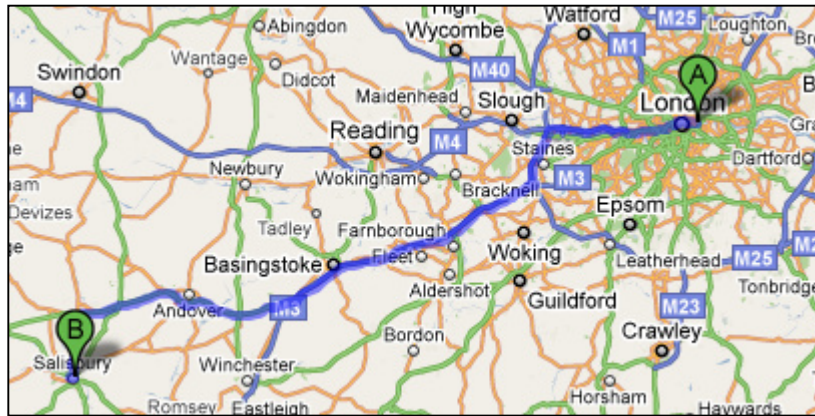 High
Wycombe
Watford
M25
Loughton
Abingdon
M1
Wantage
Didcot
M40
Swindon
A
Maidenhead
Slough
London
M4
Reading
M4
Staines
Dartford
Newbury
Wokingham
Bracknell
M3
Devizes
Tadley
Farnborough
Epsom
Fleet
Woking
Leatherhead
M25
Basingstoke
Aldershot
Guildford
Tonbridge
Andover
M3
M23
B
Salisbury
Bordon
Crawley
Winchester
Romsey
Eastleigh
Horsham
Haywards